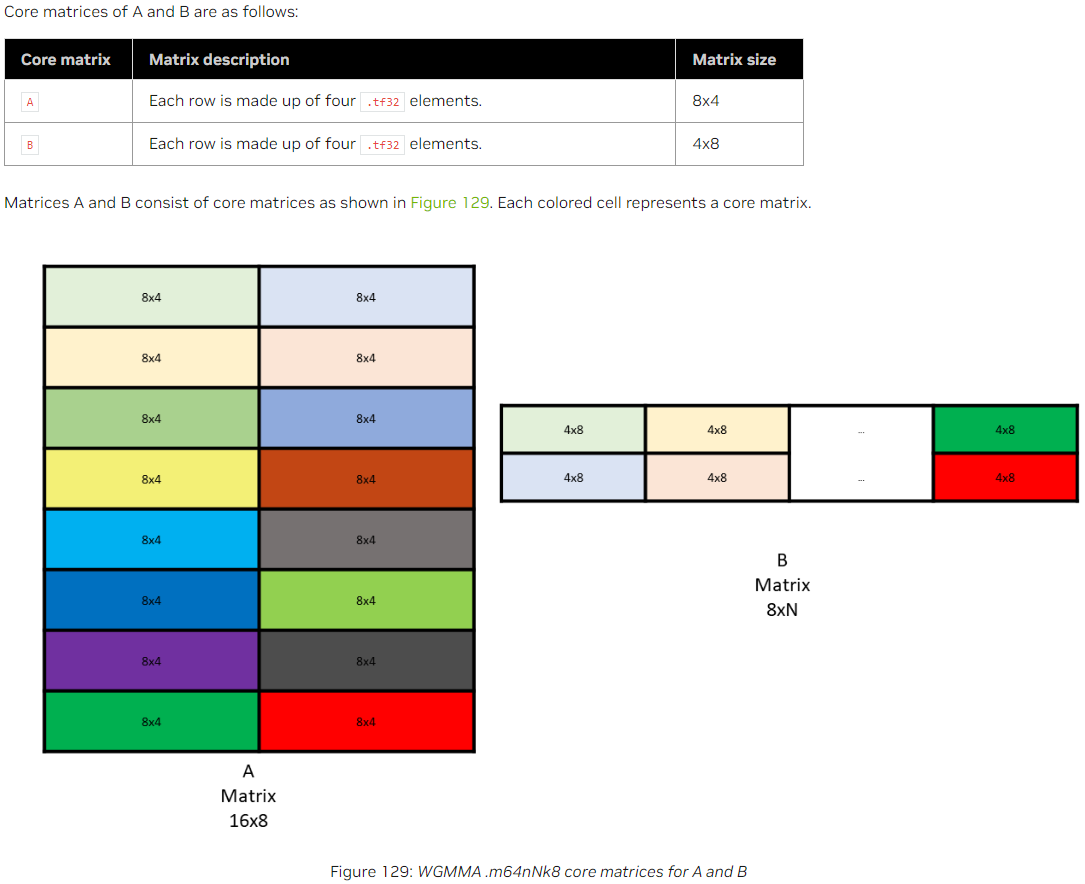 Core matrices of A and B are as follows:
Core matrix Matrix description Matrix size
A Each row is made up of four .tf32 elements. 8x4
B Each row is made up of four .tf32 elements. 4x8
Matrices A and B consist of core matrices as shown in Figure 129. Each colored cell represents a core matrix.
8x4 8x4
8x4 8x4
8x4 8x4
8x4 8x4
8x4 8x4
8x4 8x4
8x4 8x4
8x4 8x4
A
Matrix
16x8
4x8 4x8 ... 4x8
4x8 4x8 ... 4x8
B
Matrix
8xN
Figure 129: WGMMA .m64nNk8 core matrices for A and B